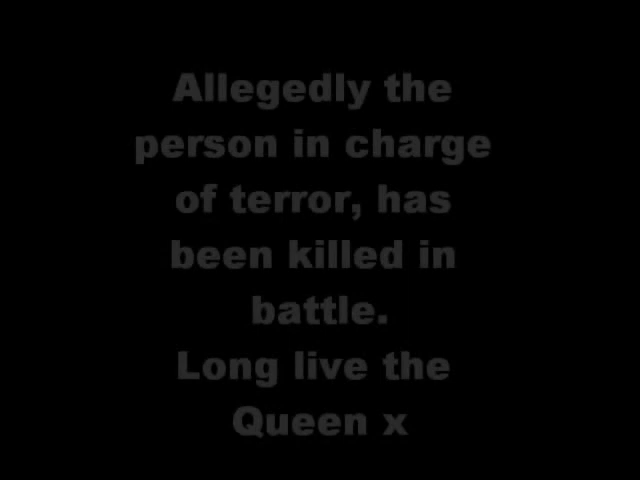 Allegedly the
person in charge
of terror, has
been killed in
battle.
Long live the
Queen x